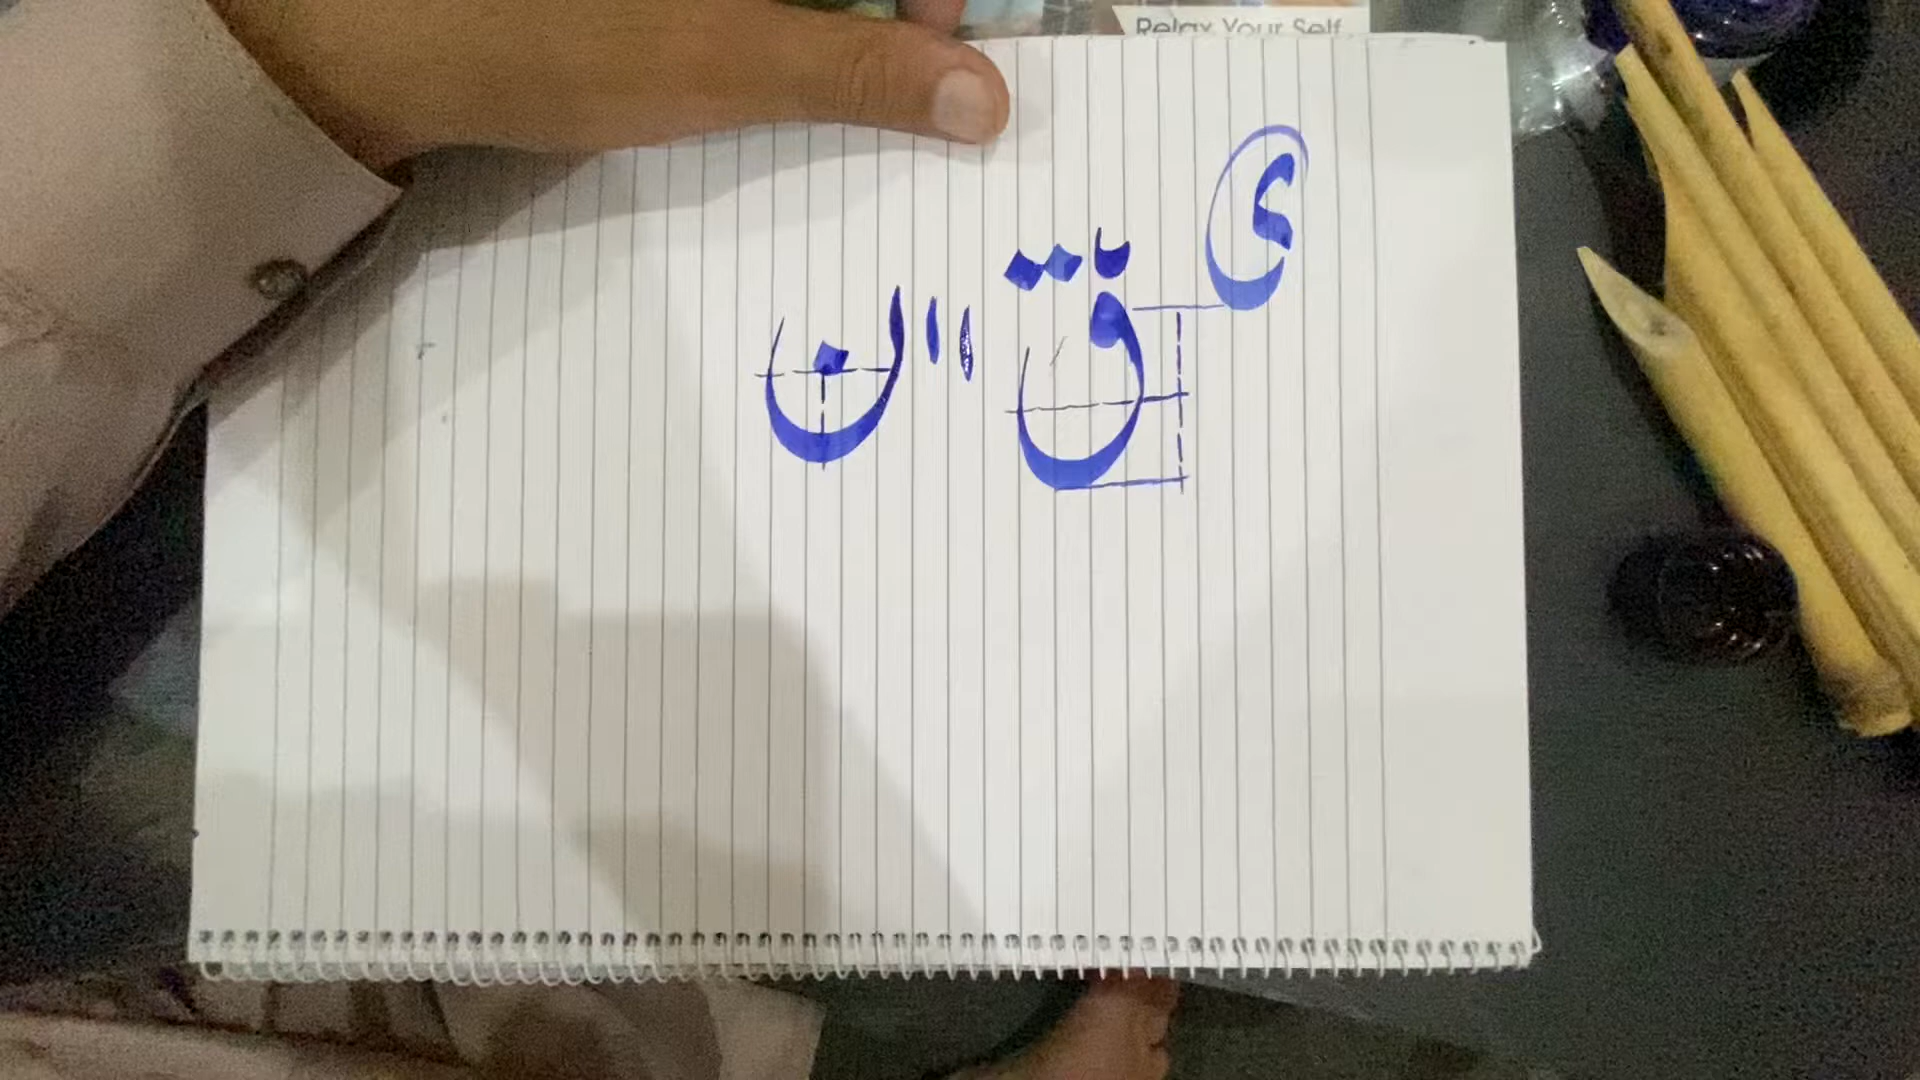 Relax Your Self
ی
ق
ن